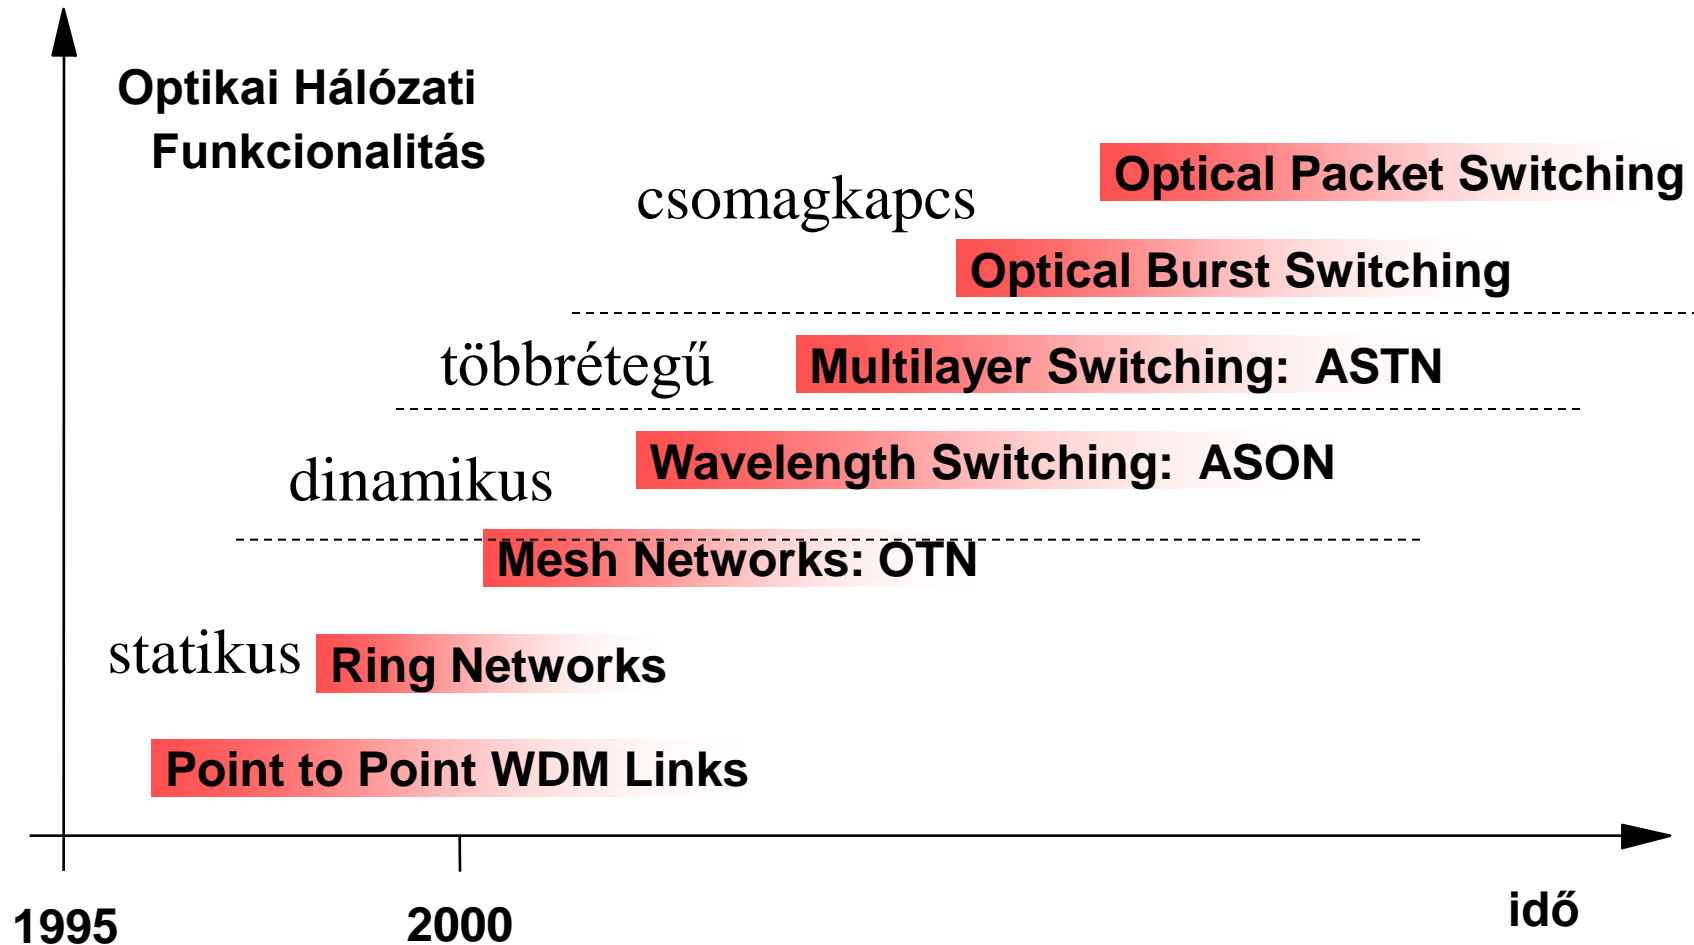 Optikai Hálózati
Funkcionalitás
Optical Packet Switching
csomagkapcs
Optical Burst Switching
többrétegű
Multilayer Switching: ASTN
Wavelength Switching: ASON
dinamikus
Mesh Networks: OTN
statikus
Ring Networks
Point to Point WDM Links
1995
2000
idő